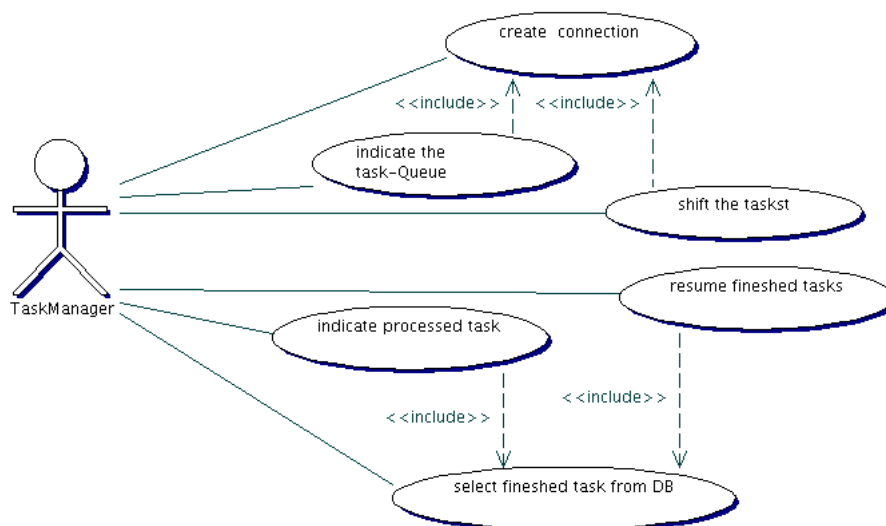 create connection
<<include>> <<include>>
indicate the
task-Queue
shift the taskst
resume fineshed tasks
TaskManager
indicate processed task
<<include>>
<<include>>
select fineshed task from DB